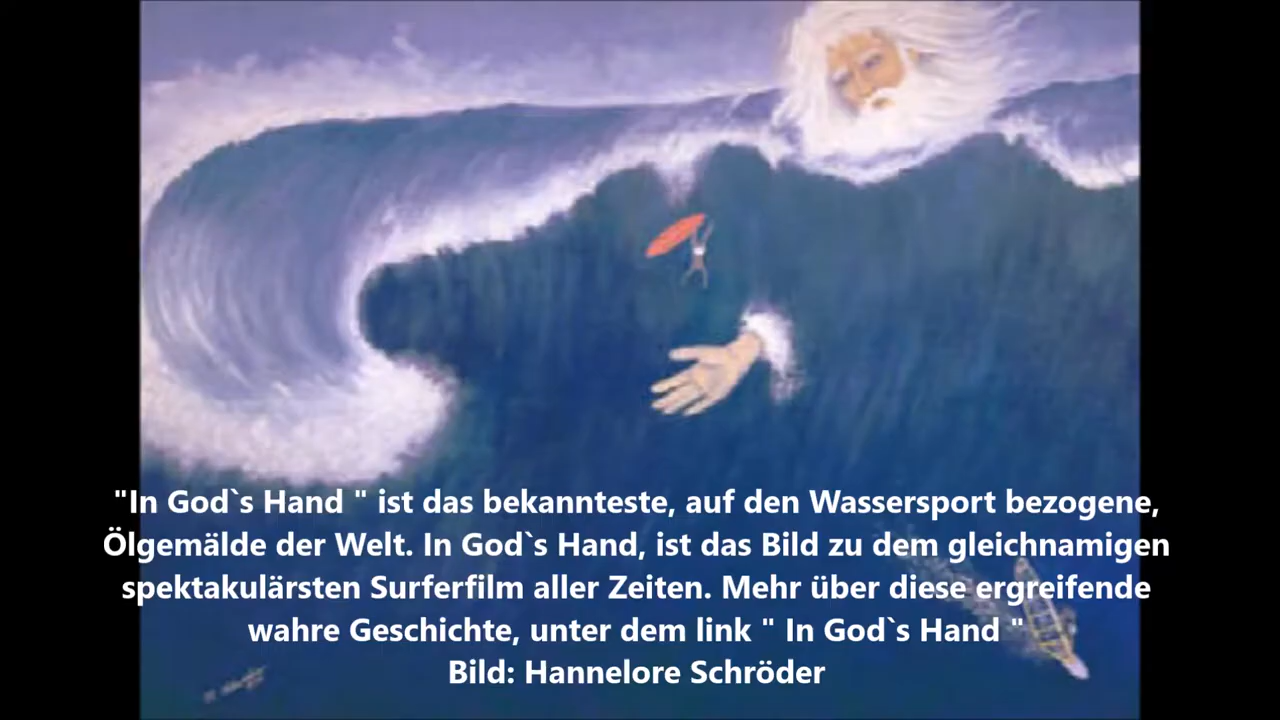 "In God`s Hand " ist das bekannteste, auf den Wassersport bezogene,
Ölgemälde der Welt. In God`s Hand, ist das Bild zu dem gleichnamigen
spektakulärsten Surferfilm aller Zeiten. Mehr über diese ergreifende
wahre Geschichte, unter dem link " In God`s Hand "
Bild: Hannelore Schröder